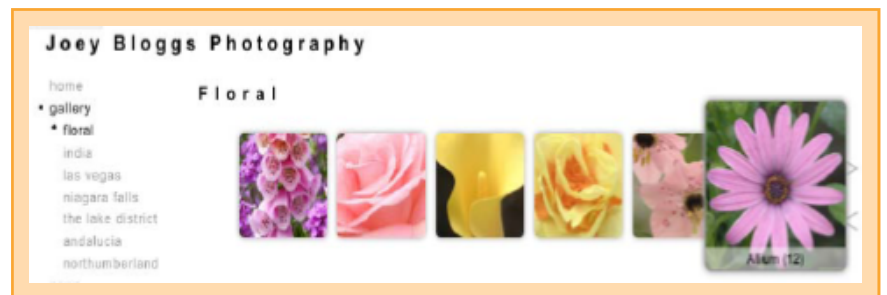 Joey Bloggs Photography
home
gallery
floral
india
las vegas
niagara falls
the lake district
andalucia
northumberland
Floral
>
<
Allium (12)